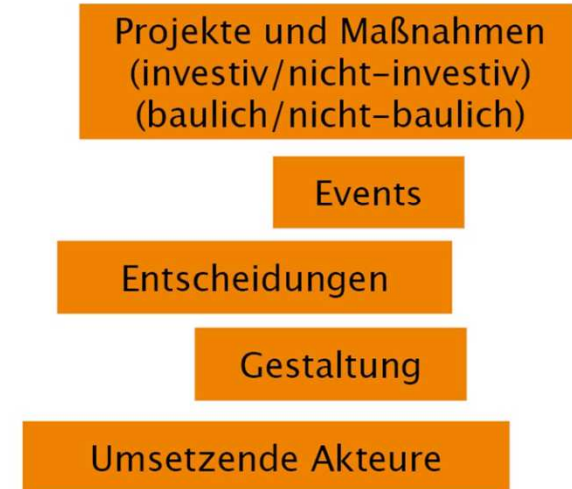 Projekte und Maßnahmen
(investiv/nicht-investiv)
(baulich/nicht-baulich)
Events
Entscheidungen
Gestaltung
Umsetzende Akteure